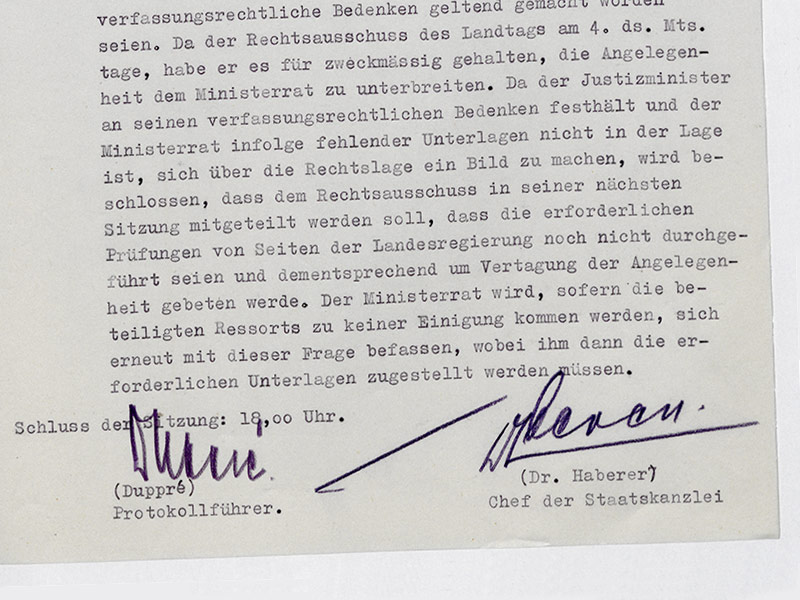 verfassungsrechtliche Bedenken geltend gemacht worden
seien. Da der Rechtsausschuss des Landtags am 4. ds. Mts.
tage, habe er es für zweckmässig gehalten, die Angelegen-
heit dem Ministerrat zu unterbreiten. Da der Justizminister
an seinen verfassungsrechtlichen Bedenken festhält und der
Ministerrat infolge fehlender Unterlagen nicht in der Lage
ist, sich über die Rechtslage ein Bild zu machen, wird be-
schlossen, dass dem Rechtsausschuss in seiner nächsten
Sitzung mitgeteilt werden soll, dass die erforderlichen
Prüfungen von Seiten der Landesregierung noch nicht durchge-
führt seien und dementsprechend um Vertagung der Angelegen-
heit gebeten werde. Der Ministerrat wird, sofern die be-
teiligten Ressorts zu keiner Einigung kommen werden, sich
erneut mit dieser Frage befassen, wobei ihm dann die er-
forderlichen Unterlagen zugestellt werden müssen.
Schluss der Sitzung: 18,00 Uhr.
(Duppré) (Dr. Haberer)
Protokollführer. Chef der Staatskanzlei